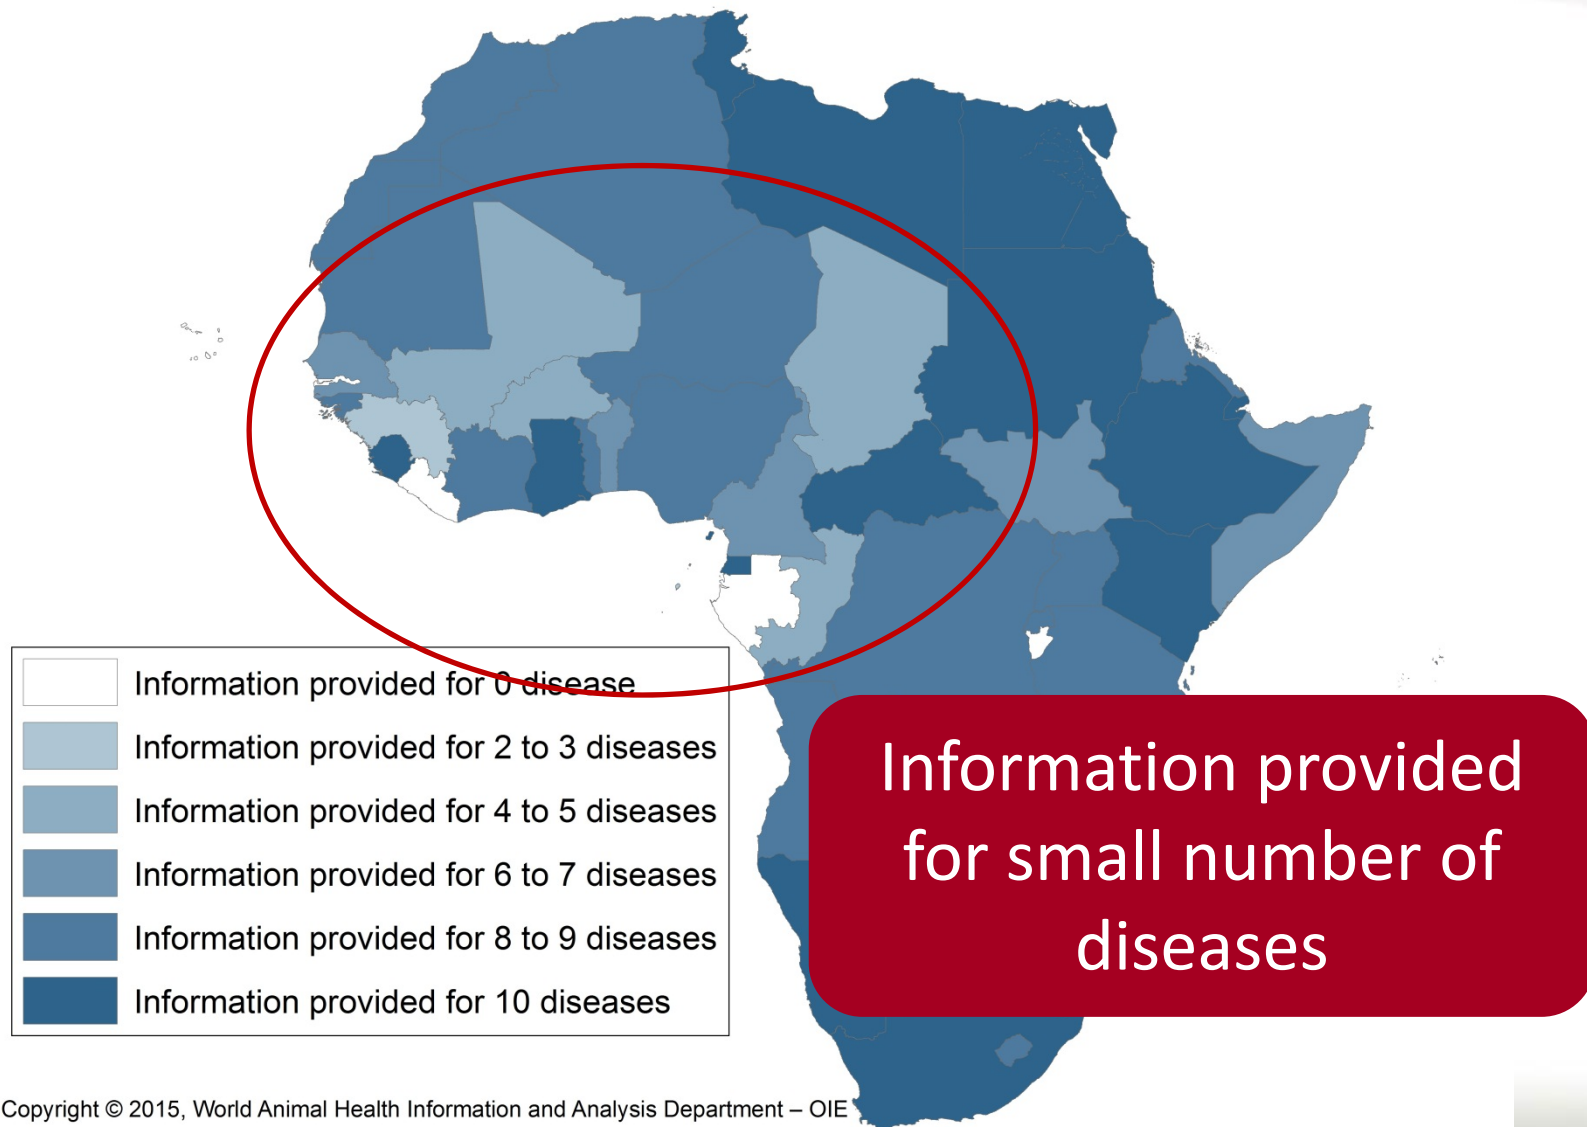 Information provided for 0 disease
Information provided for 2 to 3 diseases
Information provided for 4 to 5 diseases
Information provided for 6 to 7 diseases
Information provided for 8 to 9 diseases
Information provided for 10 diseases
Information provided
for small number of
diseases
Copyright © 2015, World Animal Health Information and Analysis Department – OIE